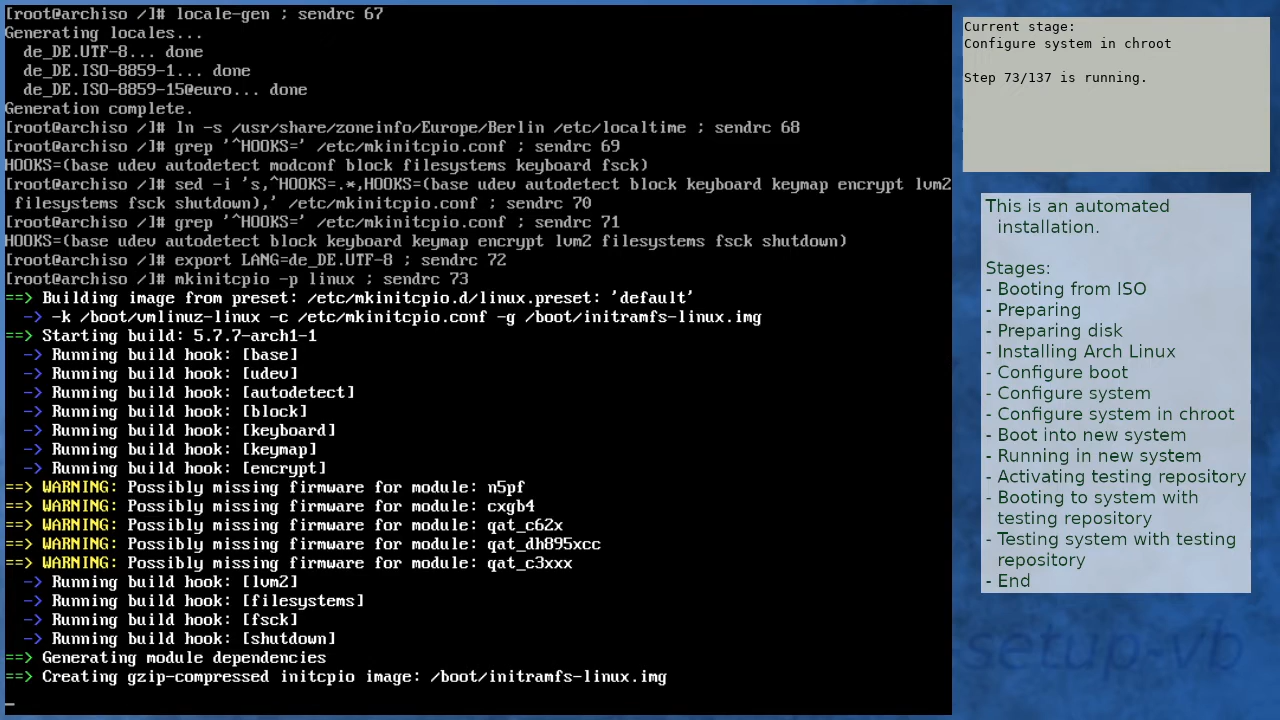 [root@archiso /]# locale-gen ; sendrc 67
Generating locales...
  de_DE.UTF-8... done
  de_DE.ISO-8859-1... done
  de_DE.ISO-8859-15@euro... done
Generation complete.
[root@archiso /]# ln -s /usr/share/zoneinfo/Europe/Berlin /etc/localtime ; sendrc 68
[root@archiso /]# grep '^HOOKS=' /etc/mkinitcpio.conf ; sendrc 69
HOOKS=(base udev autodetect modconf block filesystems keyboard fsck)
[root@archiso /]# sed -i 's,^HOOKS=.*,HOOKS=(base udev autodetect block keyboard keymap encrypt lvm2
 filesystems fsck shutdown),' /etc/mkinitcpio.conf ; sendrc 70
[root@archiso /]# grep '^HOOKS=' /etc/mkinitcpio.conf ; sendrc 71
HOOKS=(base udev autodetect block keyboard keymap encrypt lvm2 filesystems fsck shutdown)
[root@archiso /]# export LANG=de_DE.UTF-8 ; sendrc 72
[root@archiso /]# mkinitcpio -p linux ; sendrc 73
==> Building image from preset: /etc/mkinitcpio.d/linux.preset: 'default'
  -> -k /boot/vmlinuz-linux -c /etc/mkinitcpio.conf -g /boot/initramfs-linux.img
==> Starting build: 5.7.7-arch1-1
  -> Running build hook: [base]
  -> Running build hook: [udev]
  -> Running build hook: [autodetect]
  -> Running build hook: [block]
  -> Running build hook: [keyboard]
  -> Running build hook: [keymap]
  -> Running build hook: [encrypt]
==> WARNING: Possibly missing firmware for module: n5pf
==> WARNING: Possibly missing firmware for module: cxgb4
==> WARNING: Possibly missing firmware for module: qat_c62x
==> WARNING: Possibly missing firmware for module: qat_dh895xcc
==> WARNING: Possibly missing firmware for module: qat_c3xxx
  -> Running build hook: [lvm2]
  -> Running build hook: [filesystems]
  -> Running build hook: [fsck]
  -> Running build hook: [shutdown]
==> Generating module dependencies
==> Creating gzip-compressed initcpio image: /boot/initramfs-linux.img
_
Current stage:
Configure system in chroot
Step 73/137 is running.
This is an automated
installation.
Stages:
- Booting from ISO
- Preparing
- Preparing disk
- Installing Arch Linux
- Configure boot
- Configure system
- Configure system in chroot
- Boot into new system
- Running in new system
- Activating testing repository
- Booting to system with
testing repository
- Testing system with testing
repository
- End
setup-vb